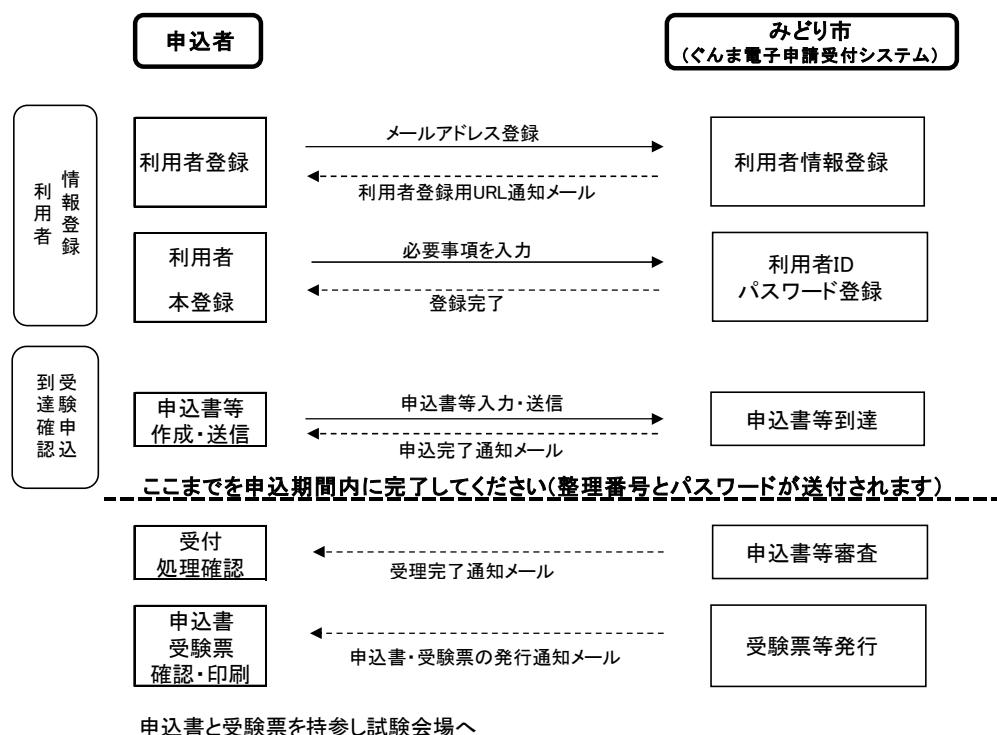 申込者
みどり市
(ぐんま電子申請受付システム)
利用者
情報登録
利用者登録
メールアドレス登録
利用者登録用URL通知メール
利用者情報登録
利用者
本登録
必要事項を入力
登録完了
利用者ID
パスワード登録
受験申込
到達確認
申込書等
作成・送信
申込書等入力・送信
申込完了通知メール
申込書等到達
ここまでを申込期間内に完了してください(整理番号とパスワードが送付されます)
受付
処理確認
受理完了通知メール
申込書等審査
申込書
受験票
確認・印刷
申込書・受験票の発行通知メール
受験票等発行
申込書と受験票を持参し試験会場へ